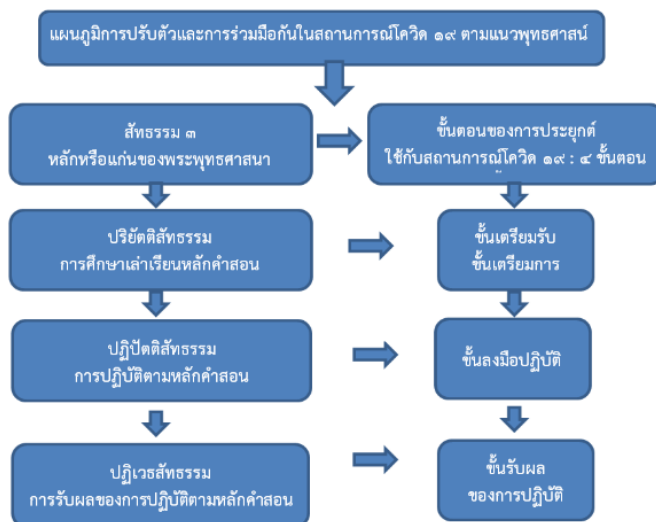 แผนภูมิการปรับตัวและการร่วมมือกันในสถานการณ์โควิด ๑๙ ตามแนวพุทธศาสน์
สัทธรรม ๓
หลักหรือแก่นของพระพุทธศาสนา
ขั้นตอนของการประยุกต์
ใช้กับสถานการณ์โควิด ๑๙ : ๔ ขั้นตอน
ปริยัตติสัทธรรม
การศึกษาเล่าเรียนหลักคำสอน
ขั้นเตรียมรับ
ขั้นเตรียมการ
ปฏิปัตติสัทธรรม
การปฏิบัติตามหลักคำสอน
ขั้นลงมือปฏิบัติ
ปฏิเวธสัทธรรม
การรับผลของการปฏิบัติตามหลักคำสอน
ขั้นรับผล
ของการปฏิบัติ